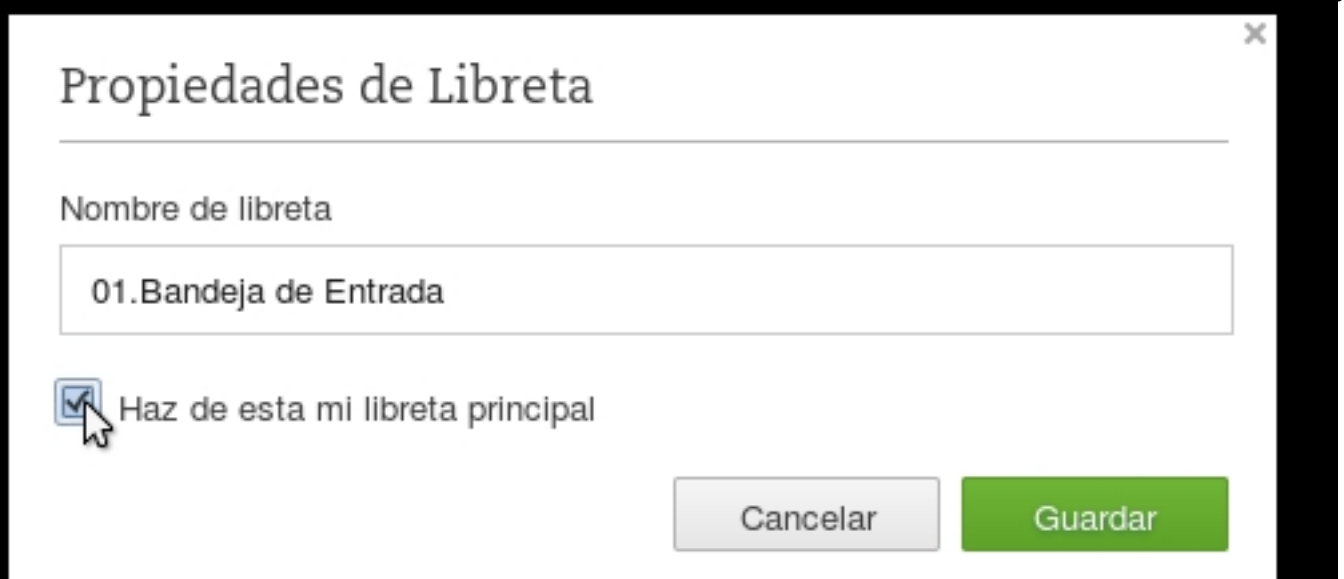 Propiedades de Libreta
Nombre de libreta
01.Bandeja de Entrada
Haz de esta mi libreta principal
Cancelar
Guardar